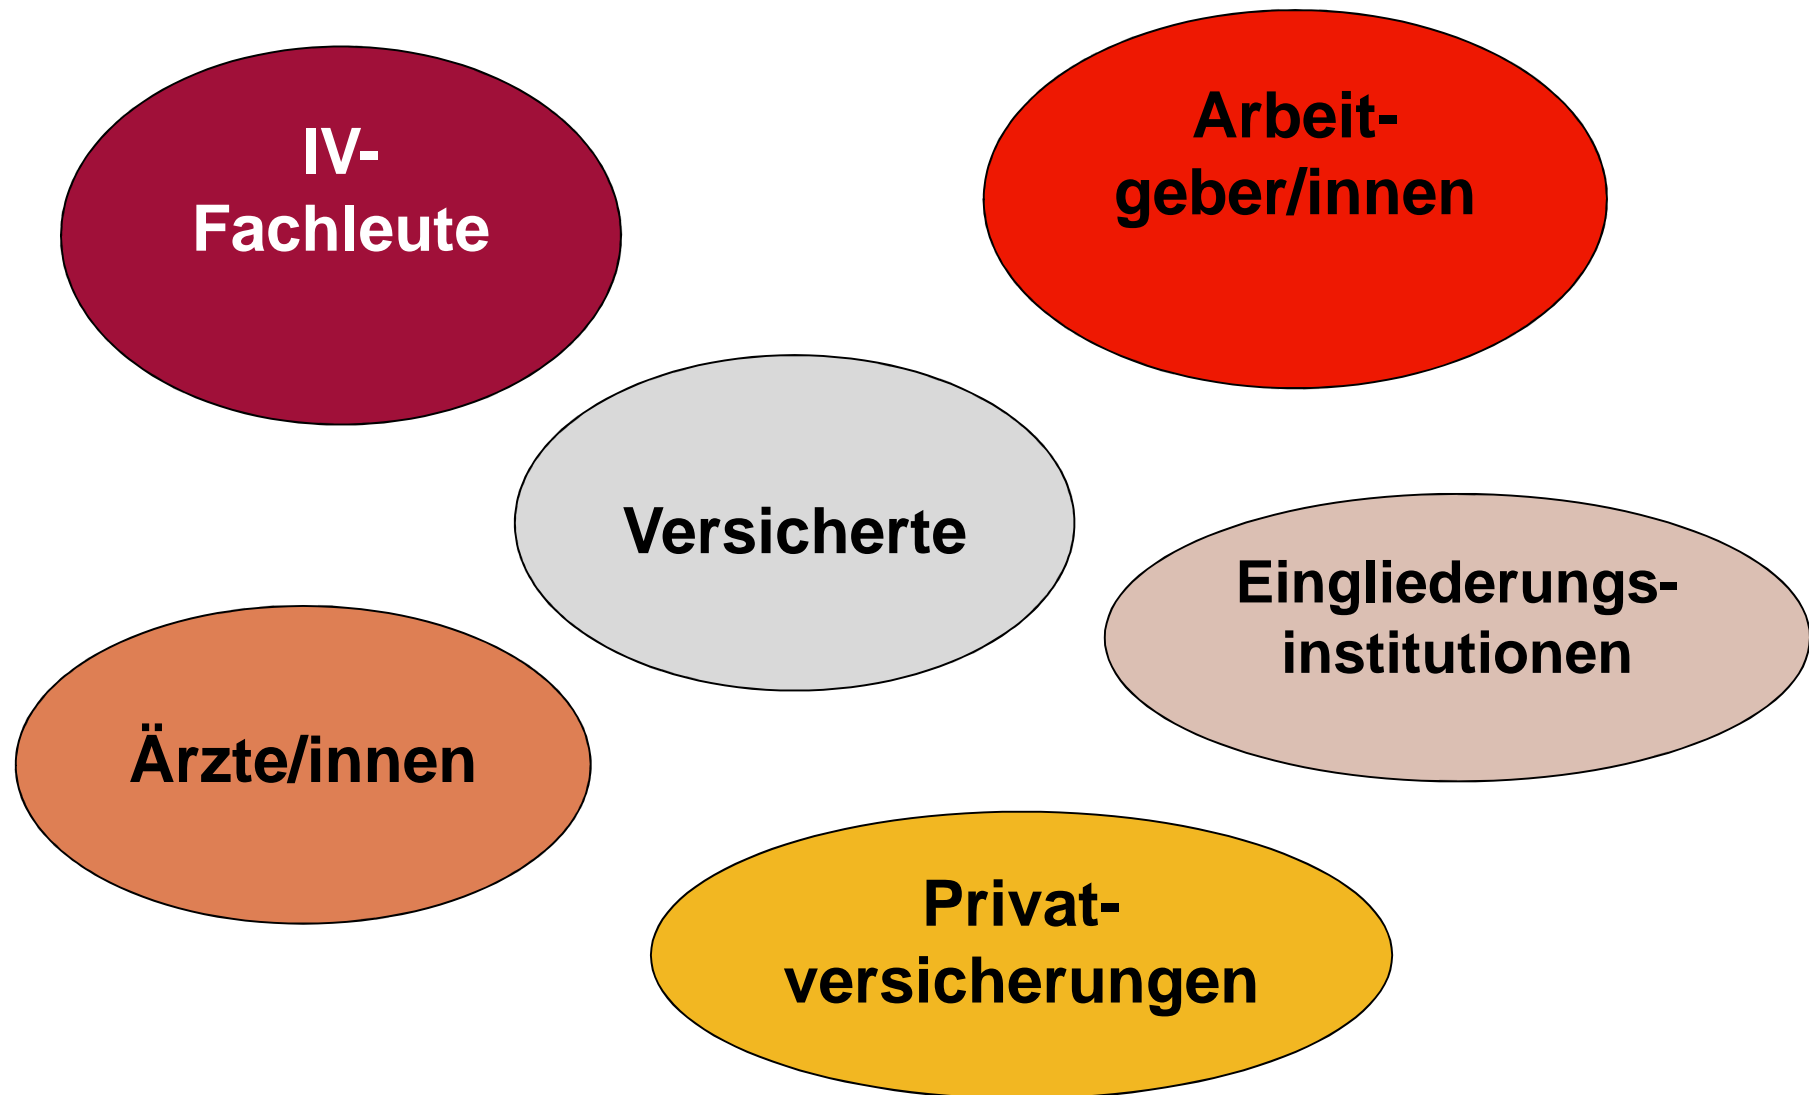 IV-
Fachleute
Arbeit-
geber/innen
Versicherte
Eingliederungs-
institutionen
Ärzte/innen
Privat-
versicherungen